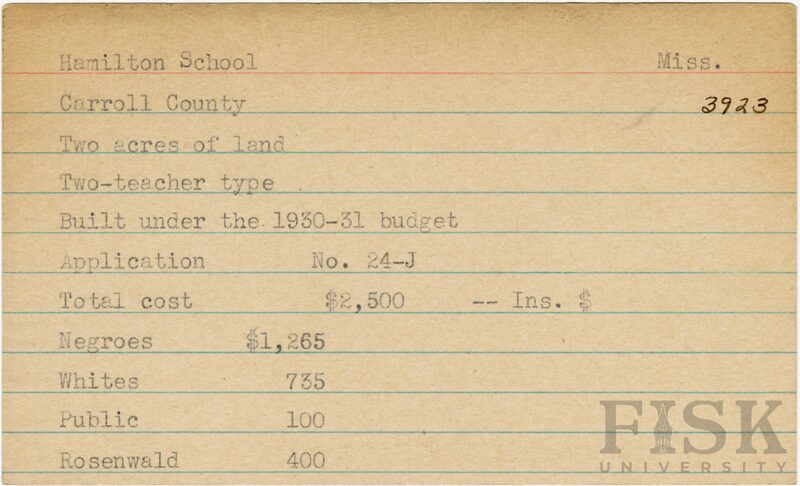 Hamilton School Miss.
Carroll County 3923
Two acres of land
Two-teacher type
Built under the 1930-31 budget
Application No. 24-J
Total cost $2,500 -- Ins. $
Negroes $1,265
Whites 735
Public 100
Rosenwald 400
FISK
UNIVERSITY